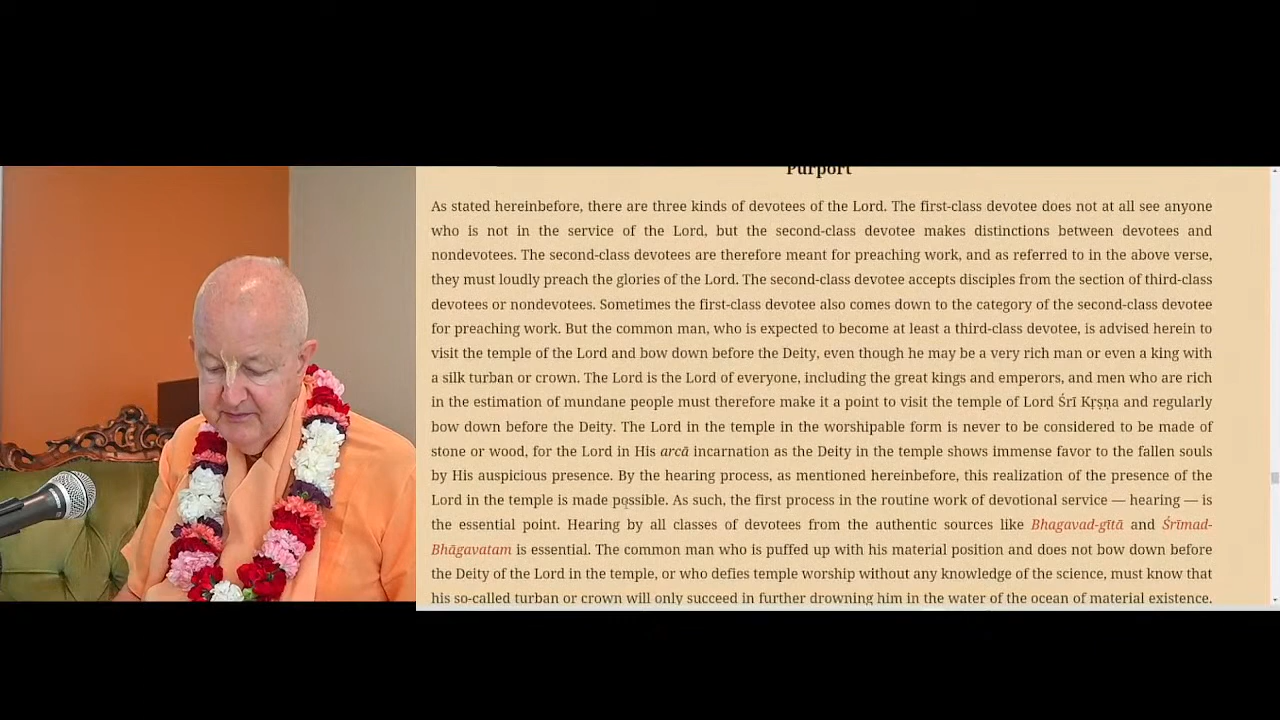 Purport
As stated hereinbefore, there are three kinds of devotees of the Lord. The first-class devotee does not at all see anyone
who is not in the service of the Lord, but the second-class devotee makes distinctions between devotees and
nondevotees. The second-class devotees are therefore meant for preaching work, and as referred to in the above verse,
they must loudly preach the glories of the Lord. The second-class devotee accepts disciples from the section of third-class
devotees or nondevotees. Sometimes the first-class devotee also comes down to the category of the second-class devotee
for preaching work. But the common man, who is expected to become at least a third-class devotee, is advised herein to
visit the temple of the Lord and bow down before the Deity, even though he may be a very rich man or even a king with
a silk turban or crown. The Lord is the Lord of everyone, including the great kings and emperors, and men who are rich
in the estimation of mundane people must therefore make it a point to visit the temple of Lord Śrī Kṛṣṇa and regularly
bow down before the Deity. The Lord in the temple in the worshipable form is never to be considered to be made of
stone or wood, for the Lord in His arcā incarnation as the Deity in the temple shows immense favor to the fallen souls
by His auspicious presence. By the hearing process, as mentioned hereinbefore, this realization of the presence of the
Lord in the temple is made possible. As such, the first process in the routine work of devotional service — hearing — is
the essential point. Hearing by all classes of devotees from the authentic sources like Bhagavad-gītā and Śrīmad-
Bhāgavatam is essential. The common man who is puffed up with his material position and does not bow down before
the Deity of the Lord in the temple, or who defies temple worship without any knowledge of the science, must know that
his so-called turban or crown will only succeed in further drowning him in the water of the ocean of material existence.